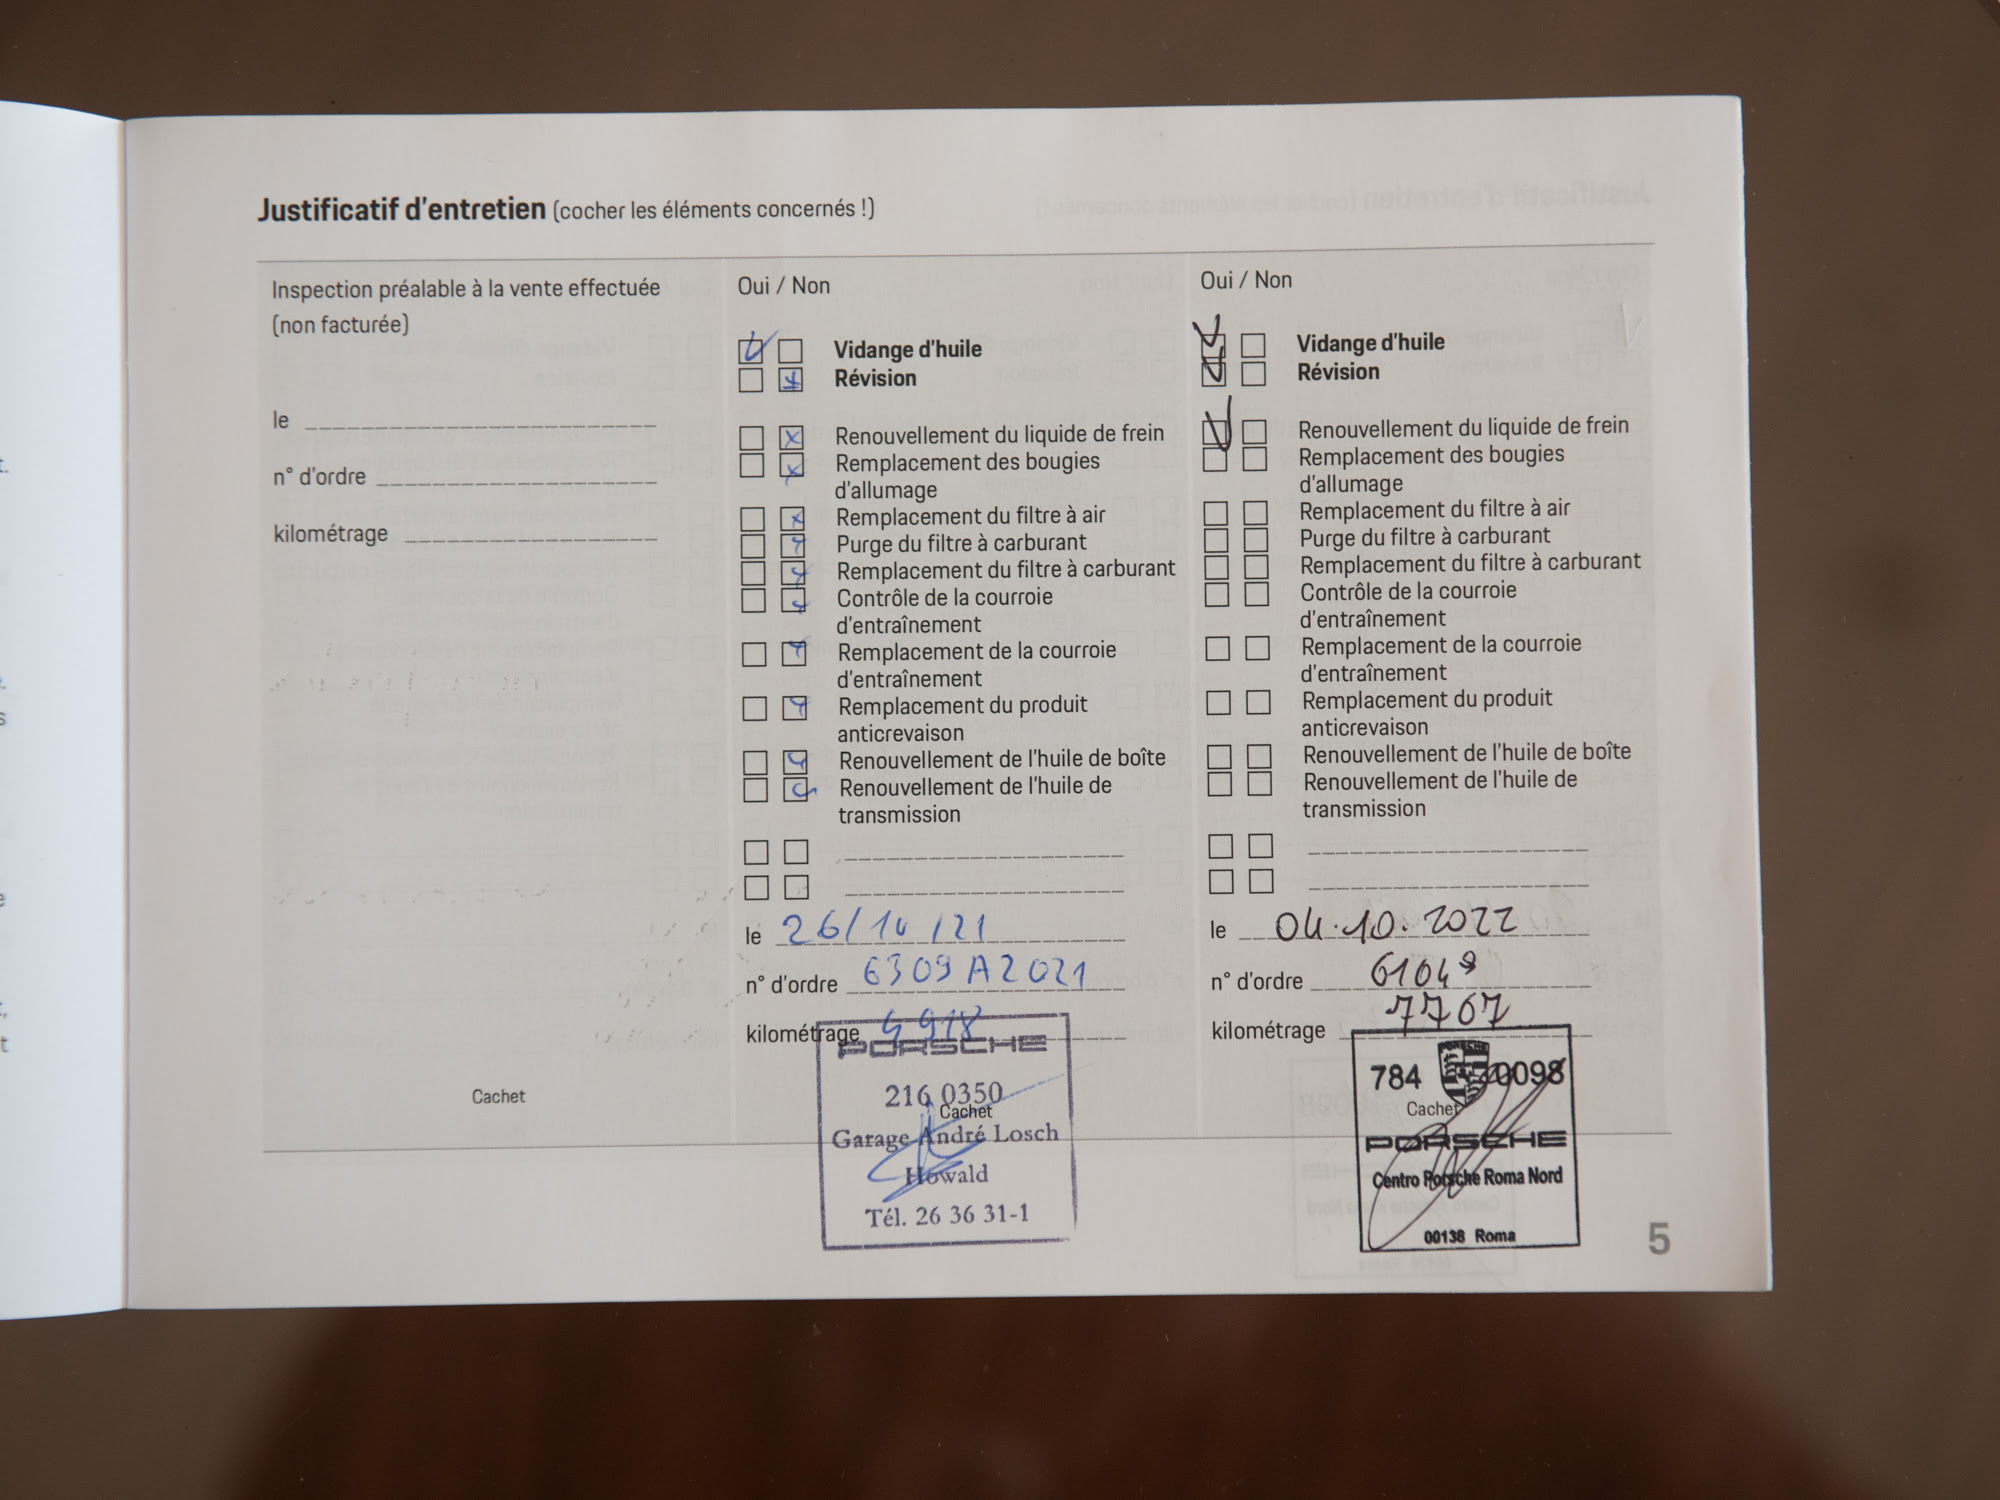 Justificatif d'entretien (cocher les éléments concernés !)
Inspection préalable à la vente effectuée
(non facturée)
le
n° d'ordre
kilométrage
Cachet
Oui / Non
Vidange d'huile
Révision
Renouvellement du liquide de frein
Remplacement des bougies
d'allumage
Remplacement du filtre à air
Purge du filtre à carburant
Remplacement du filtre à carburant
Contrôle de la courroie
d'entraînement
Remplacement de la courroie
d'entraînement
Remplacement du produit
anticrevaison
Renouvellement de l'huile de boîte
Renouvellement de l'huile de
transmission
le 26/10/21
n° d'ordre 6309A2021
kilométrage
PORSCHE
216 0350
Cachet
Garage André Losch
Howald
Tél. 26 36 31-1
Oui / Non
Vidange d'huile
Révision
Renouvellement du liquide de frein
Remplacement des bougies
d'allumage
Remplacement du filtre à air
Purge du filtre à carburant
Remplacement du filtre à carburant
Contrôle de la courroie
d'entraînement
Remplacement de la courroie
d'entraînement
Remplacement du produit
anticrevaison
Renouvellement de l'huile de boîte
Renouvellement de l'huile de
transmission
le 04.10.2022
n° d'ordre
kilométrage 7767
784 0098
Cachet
PORSCHE
Centro Porsche Roma Nord
00138 Roma
5